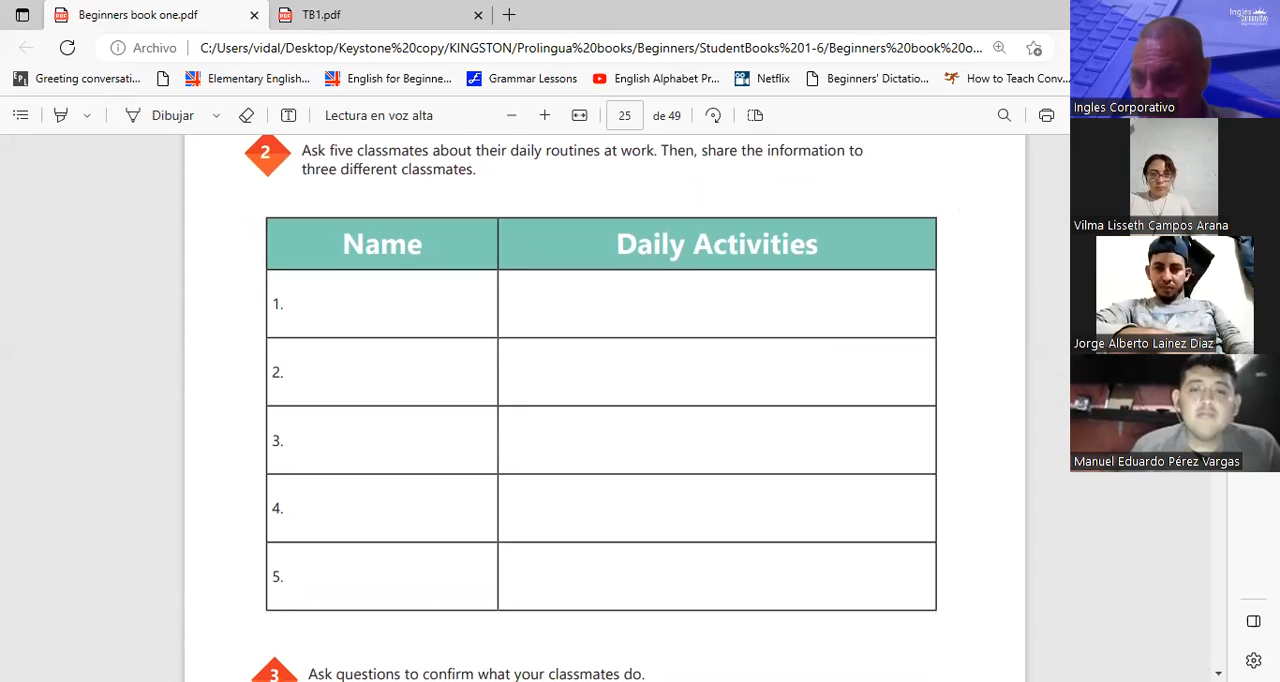 Beginners book one.pdf
TB1.pdf
Archivo
C:/Users/vidal/Desktop/Keystone%20copy/KINGSTON/Prolingua%20books/Beginners/StudentBooks%201-6/Beginners%20book%20o...
Greeting conversati...
Elementary English...
English for Beginne...
Grammar Lessons
English Alphabet Pr...
Netflix
Beginners' Dictatio...
How to Teach Conv...
Dibujar
Lectura en voz alta
25
de 49
2
Ask five classmates about their daily routines at work. Then, share the information to
three different classmates.
Name
Daily Activities
1.
2.
3.
4.
5.
3
Ask questions to confirm what your classmates do.
Ingles
Ingles Corporativo
Vilma Lisseth Campos Arana
Jorge Alberto Lainez Diaz
Manuel Eduardo Pérez Vargas